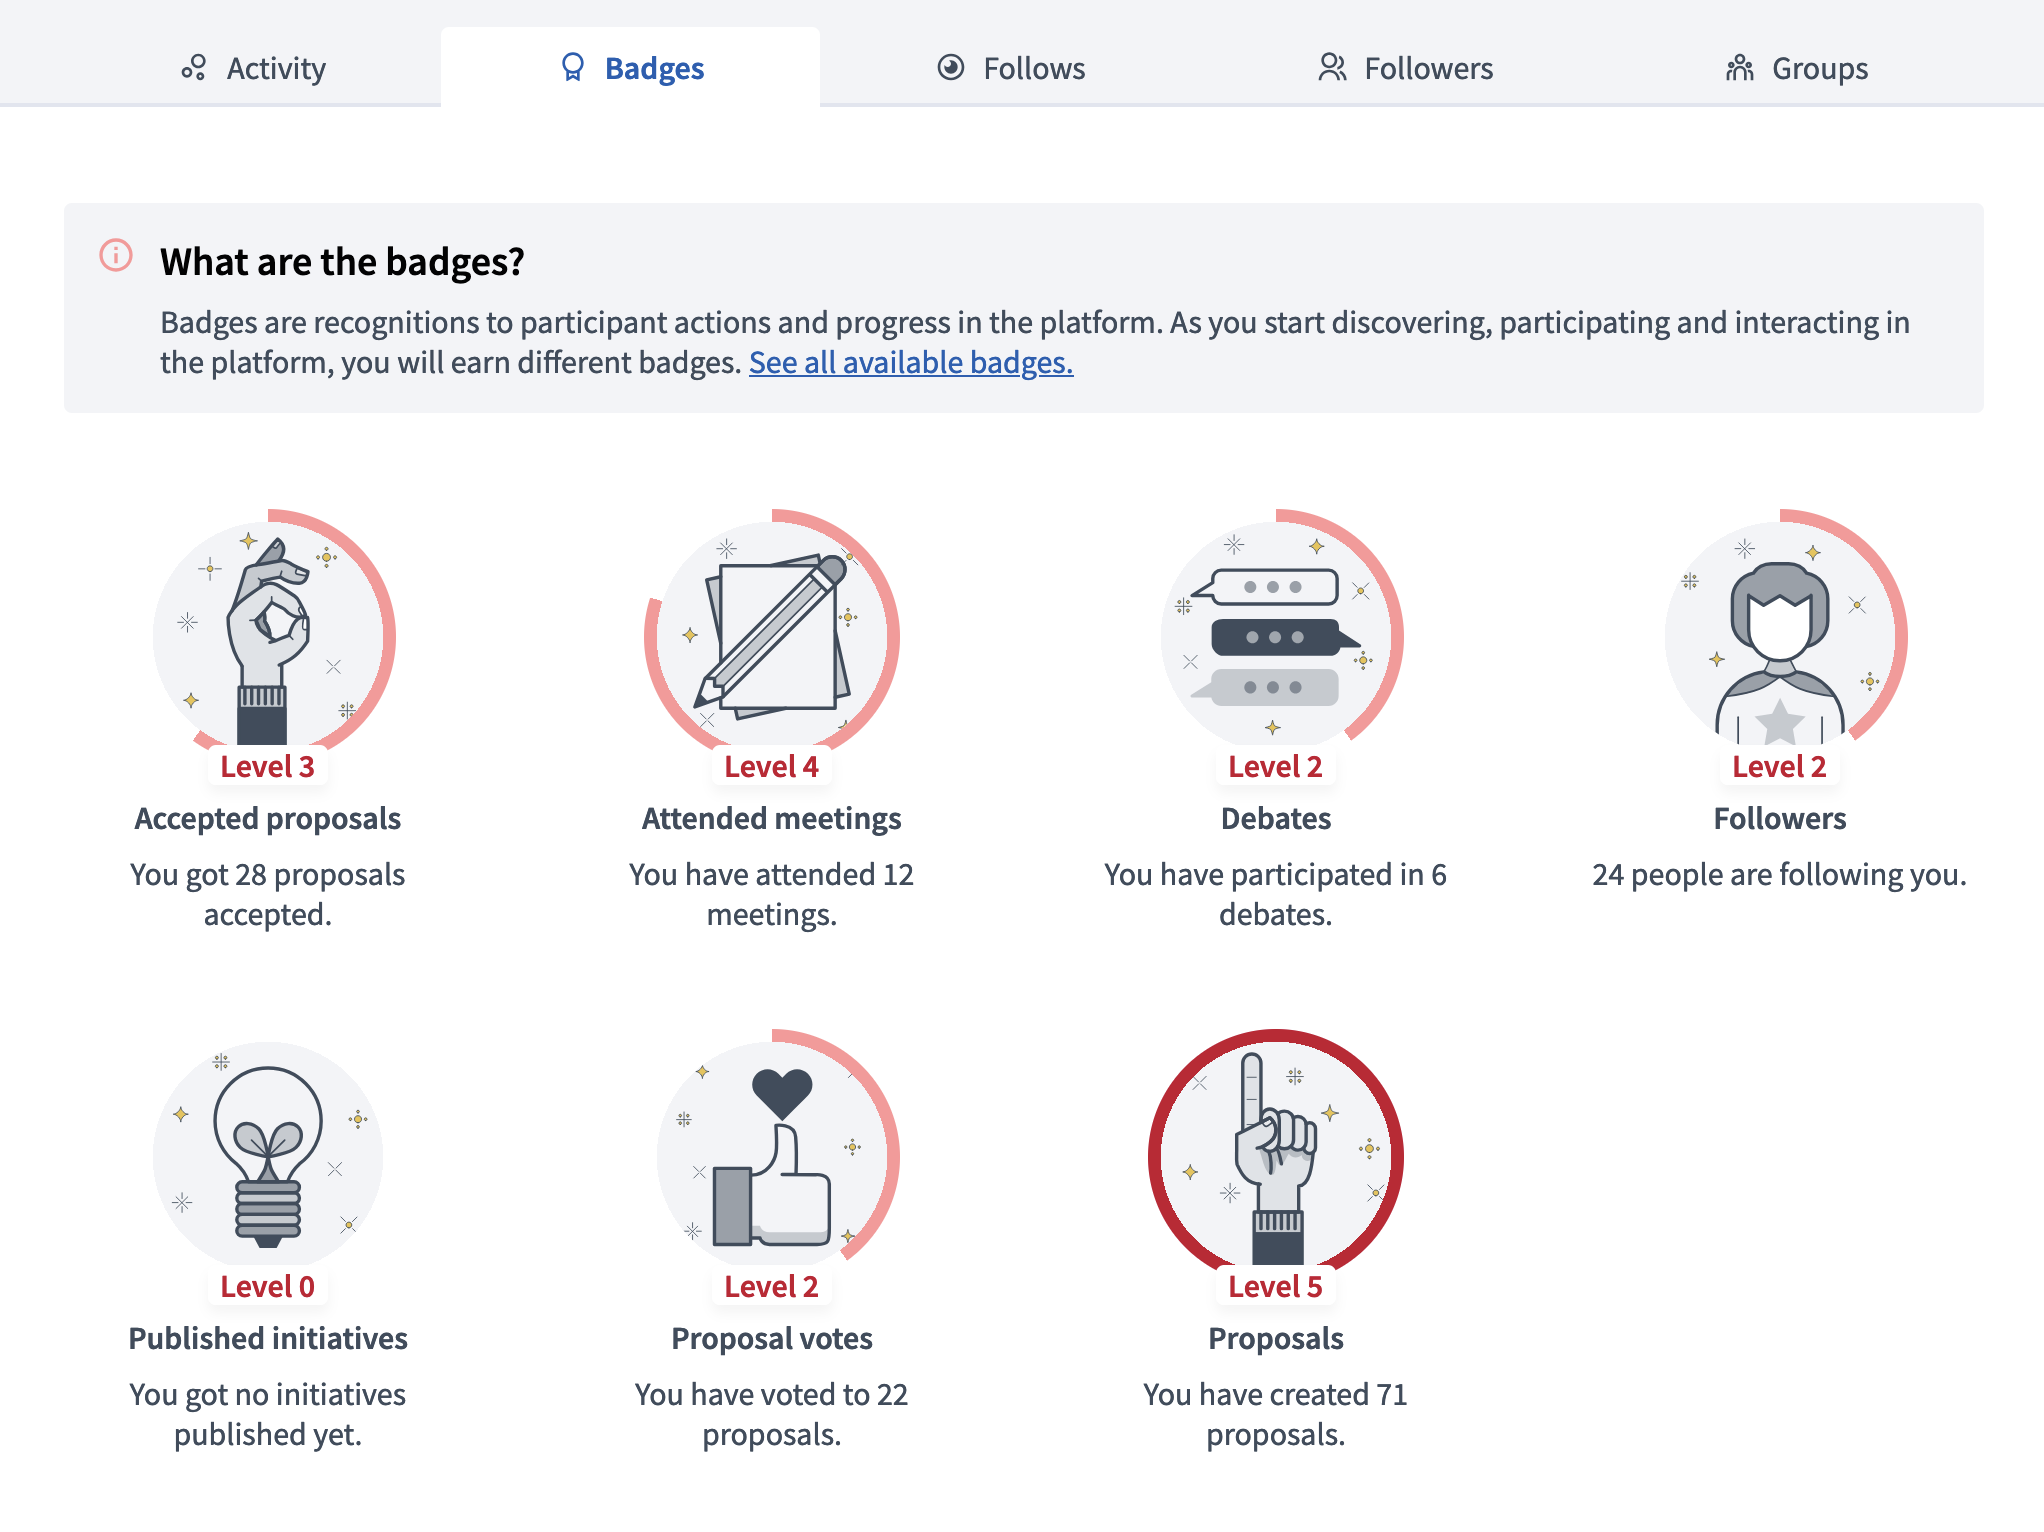 Activity
Badges
Follows
Followers
Groups
What are the badges?
Badges are recognitions to participant actions and progress in the platform. As you start discovering, participating and interacting in
the platform, you will earn different badges. See all available badges.
Level 3
Accepted proposals
You got 28 proposals
accepted.
Level 4
Attended meetings
You have attended 12
meetings.
Level 2
Debates
You have participated in 6
debates.
Level 2
Followers
24 people are following you.
Level 0
Published initiatives
You got no initiatives
published yet.
Level 2
Proposal votes
You have voted to 22
proposals.
Level 5
Proposals
You have created 71
proposals.